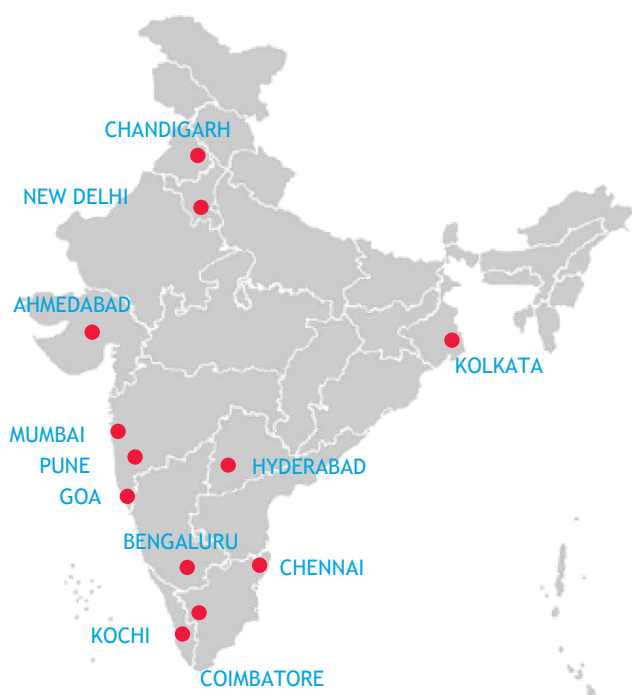 CHANDIGARH
NEW DELHI
AHMEDABAD
KOLKATA
MUMBAI
PUNE
HYDERABAD
GOA
BENGALURU
CHENNAI
KOCHI
COIMBATORE